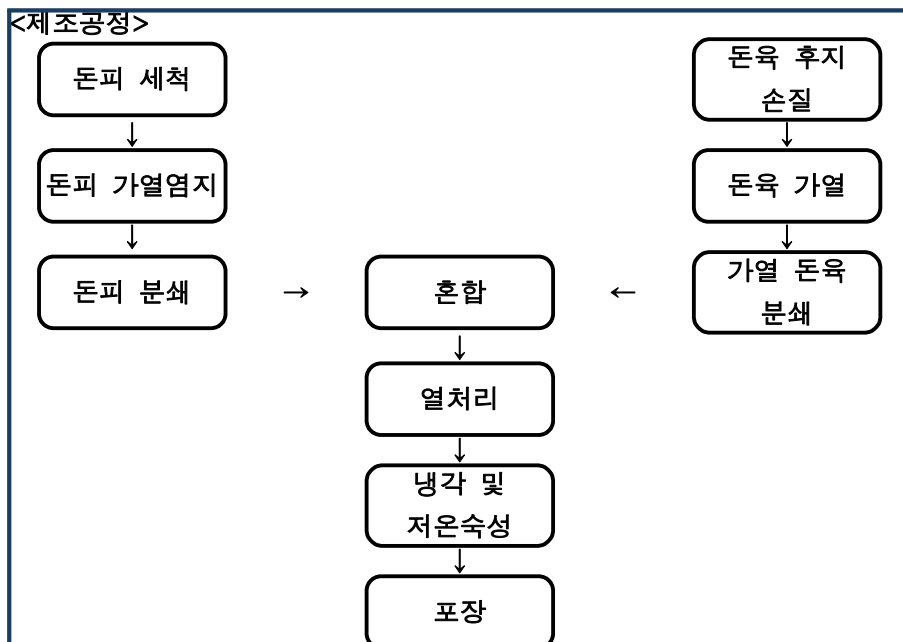 <제조공정>
돈피 세척
↓
돈피 가열염지
↓
돈피 분쇄
→
돈육 후지
손질
↓
돈육 가열
↓
가열 돈육
분쇄
←
혼합
↓
열처리
↓
냉각 및
저온숙성
↓
포장